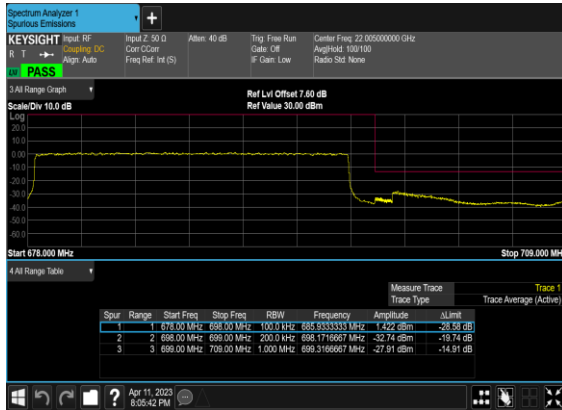 Spectrum Analyzer 1
Spurious Emissions
KEYSIGHT
R T
LXI PASS
Input: RF
Coupling: DC
Align: Auto
Input Z: 50 Ω
Corr CCorr
Freq Ref: Int (S)
Atten: 40 dB
Trig: Free Run
Gate: Off
IF Gain: Low
Center Freq: 22.005000000 GHz
Avg|Hold: 100/100
Radio Std: None
3 All Range Graph
Scale/Div 10.0 dB
Ref Lvl Offset 7.60 dB
Ref Value 30.00 dBm
Log
20.0
10.0
0.00
-10.0
-20.0
-30.0
-40.0
-50.0
-60.0
Start 678.000 MHz
Stop 709.000 MHz
4 All Range Table
Measure Trace Trace 1
Trace Type Trace Average (Active)
Spur Range Start Freq Stop Freq RBW Frequency Amplitude ΔLimit
1 1 678.00 MHz 698.00 MHz 100.0 kHz 685.9333333 MHz 1.422 dBm -28.58 dB
2 2 698.00 MHz 699.00 MHz 200.0 kHz 698.1716667 MHz -32.74 dBm -19.74 dB
3 3 699.00 MHz 709.00 MHz 1.000 MHz 699.3166667 MHz -27.91 dBm -14.91 dB
?
Apr 11, 2023
8:05:42 PM